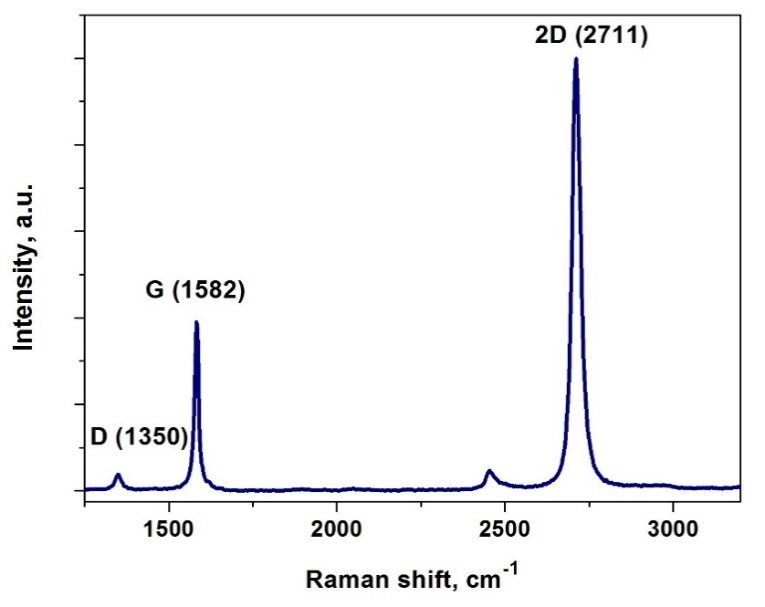 2D (2711)
G (1582)
D (1350)
Intensity, a.u.
1500 2000 2500 3000
Raman shift, cm-1